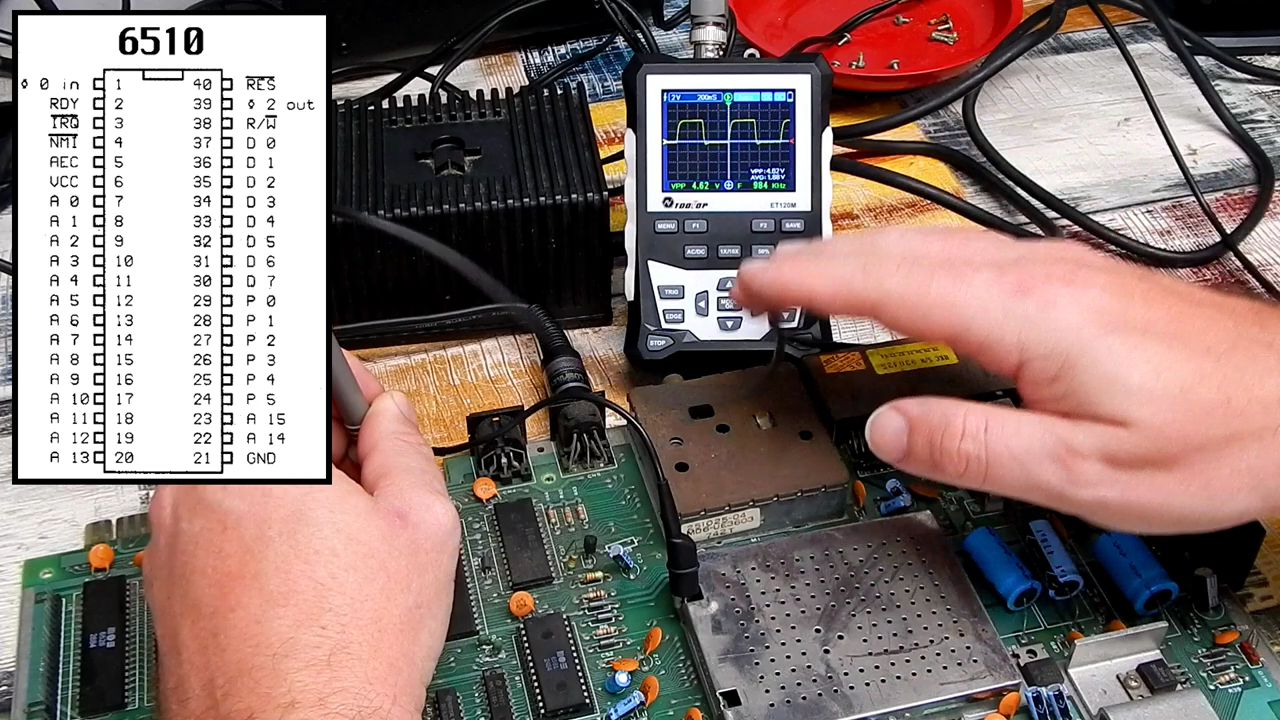 6510
ɸ 0 in 1 40 RES
RDY 2 39 ɸ 2 out
IRQ 3 38 R/W
NMI 4 37 D 0
AEC 5 36 D 1
VCC 6 35 D 2
A 0 7 34 D 3
A 1 8 33 D 4
A 2 9 32 D 5
A 3 10 31 D 6
A 4 11 30 D 7
A 5 12 29 P 0
A 6 13 28 P 1
A 7 14 27 P 2
A 8 15 26 P 3
A 9 16 25 P 4
A 10 17 24 P 5
A 11 18 23 A 15
A 12 19 22 A 14
A 13 20 21 GND
2V 200nS
VPP:4.62V
AVG:1.88V
VPP 4.62 V F 984 KHz
TOOLTOP ET120M
MENU F1 F2 SAVE
AC/DC 1X/10X 50%
TRIG
EDGE
STOP
251025-04